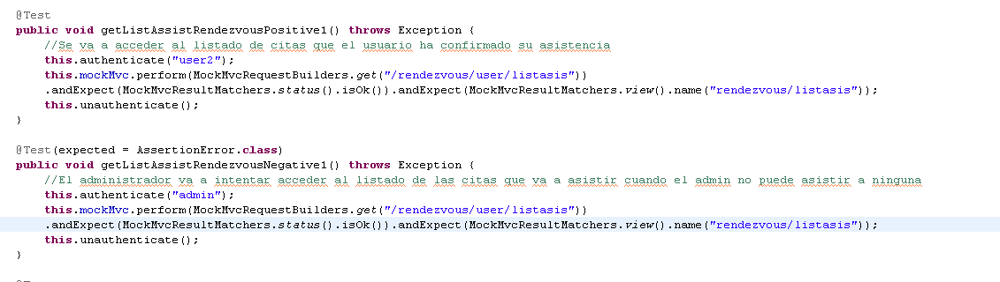 @Test
public void getListAssistRendezvousPositive1() throws Exception {
//Se va a acceder al listado de citas que el usuario ha confirmado su asistencia
this.authenticate("user2");
this.mockMvc.perform(MockMvcRequestBuilders.get("/rendezvous/user/listasis"))
.andExpect(MockMvcResultMatchers.status().isOk()).andExpect(MockMvcResultMatchers.view().name("rendezvous/listasis"));
this.unauthenticate();
}
@Test(expected = AssertionError.class)
public void getListAssistRendezvousNegative1() throws Exception {
//El administrador va a intentar acceder al listado de las citas que va a asistir cuando el admin no puede asistir a ninguna
this.authenticate("admin");
this.mockMvc.perform(MockMvcRequestBuilders.get("/rendezvous/user/listasis"))
.andExpect(MockMvcResultMatchers.status().isOk()).andExpect(MockMvcResultMatchers.view().name("rendezvous/listasis"));
this.unauthenticate();
}